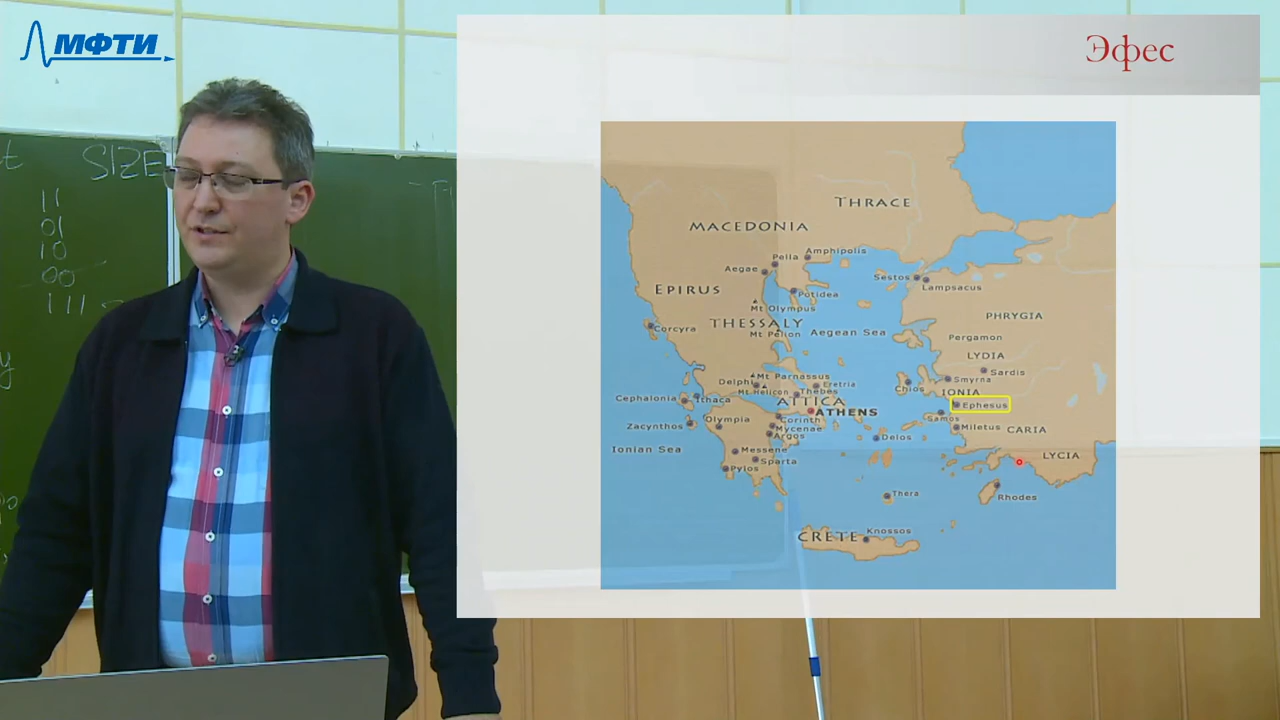 МФТИ
Эфес
SIZE
11
01
10
00
111
THRACE
MACEDONIA
Amphipolis
Pella
Aegae
Sestos
Lampsacus
EPIRUS
Potidea
Mt Olympus
PHRYGIA
THESSALY
Corcyra
Mt Pelion
Aegean Sea
Pergamon
LYDIA
Sardis
Mt Parnassus
Smyrna
Delphi
Eretria
Chios
Mt Helicon
Thebes
IONIA
Cephalonia
Ithaca
ATTICA
Ephesus
ATHENS
Olympia
Corinth
Samos
Zacynthos
Mycenae
Miletus
CARIA
Argos
Delos
Ionian Sea
Messene
LYCIA
Sparta
Pylos
Thera
Rhodes
Knossos
CRETE